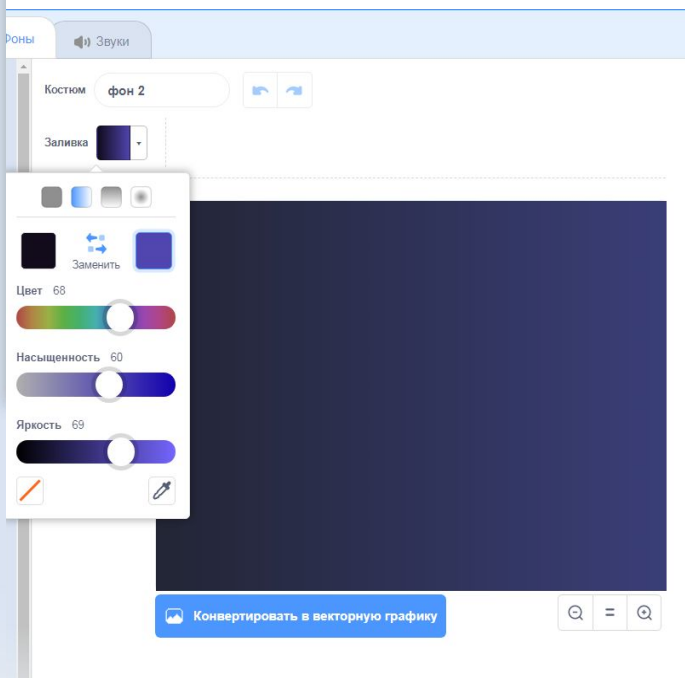 Фоны
Звуки
Костюм
фон 2
Заливка
Заменить
Цвет 68
Насыщенность 60
Яркость 69
Конвертировать в векторную графику